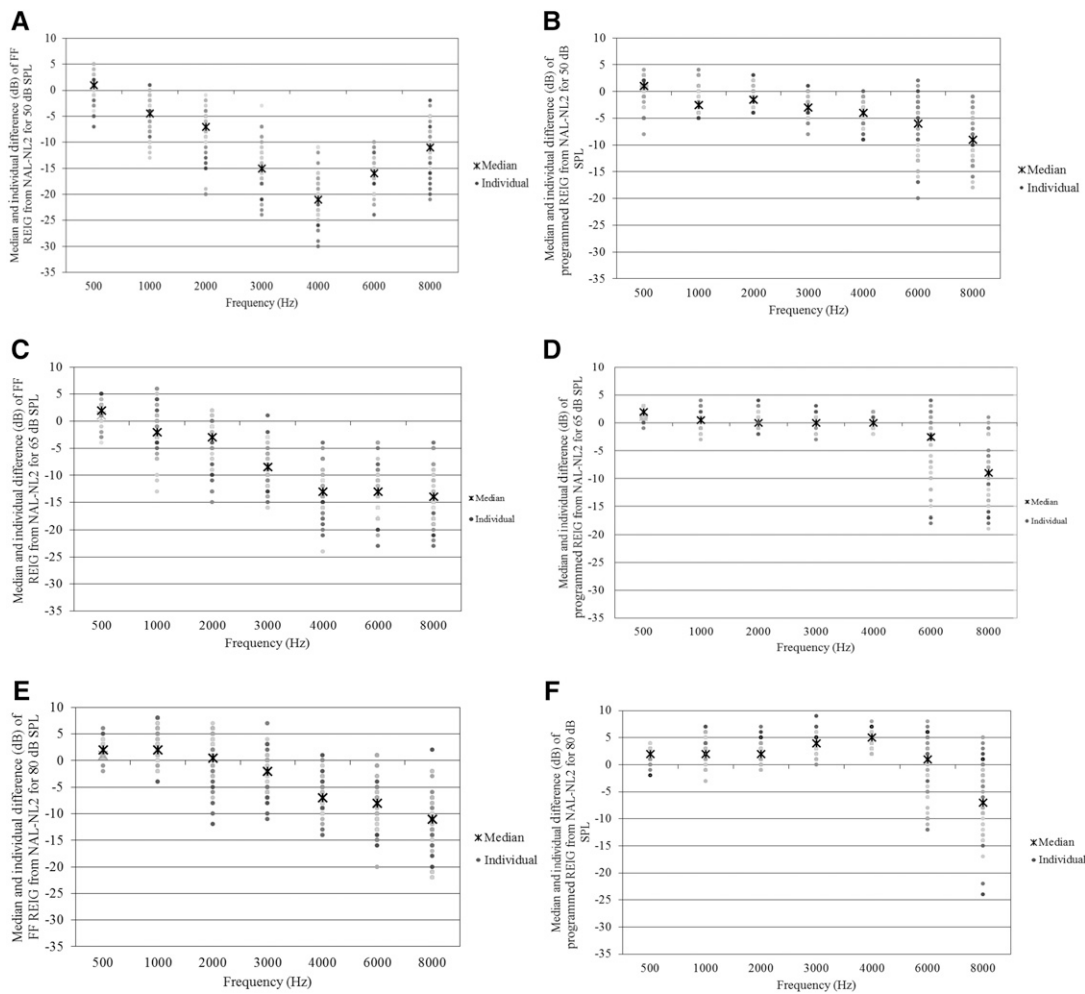 A
Median and individual difference (dB) of FF
REIG from NAL-NL2 for 50 dB SPL
10
5
0
-5
-10
-15
-20
-25
-30
-35
500 1000 2000 3000 4000 6000 8000
Frequency (Hz)
Median
Individual
B
Median and individual difference (dB) of
programmed REIG from NAL-NL2 for 50 dB
SPL
10
5
0
-5
-10
-15
-20
-25
-30
-35
500 1000 2000 3000 4000 6000 8000
Frequency (Hz)
Median
Individual
C
Median and individual difference (dB) of FF
REIG from NAL-NL2 for 65 dB SPL
10
5
0
-5
-10
-15
-20
-25
-30
-35
500 1000 2000 3000 4000 6000 8000
Frequency (Hz)
Median
Individual
D
Median and individual difference (dB) of
programmed REIG from NAL-NL2 for 65 dB SPL
10
5
0
-5
-10
-15
-20
-25
-30
-35
500 1000 2000 3000 4000 6000 8000
Frequency (Hz)
Median
Individual
E
Median and individual difference (dB) of
FF REIG from NAL-NL2 for 80 dB SPL
10
5
0
-5
-10
-15
-20
-25
-30
-35
500 1000 2000 3000 4000 6000 8000
Frequency (Hz)
Median
Individual
F
Median and individual difference (dB) of
programmed REIG from NAL-NL2 for 80 dB
SPL
10
5
0
-5
-10
-15
-20
-25
-30
-35
500 1000 2000 3000 4000 6000 8000
Frequency (Hz)
Median
Individual